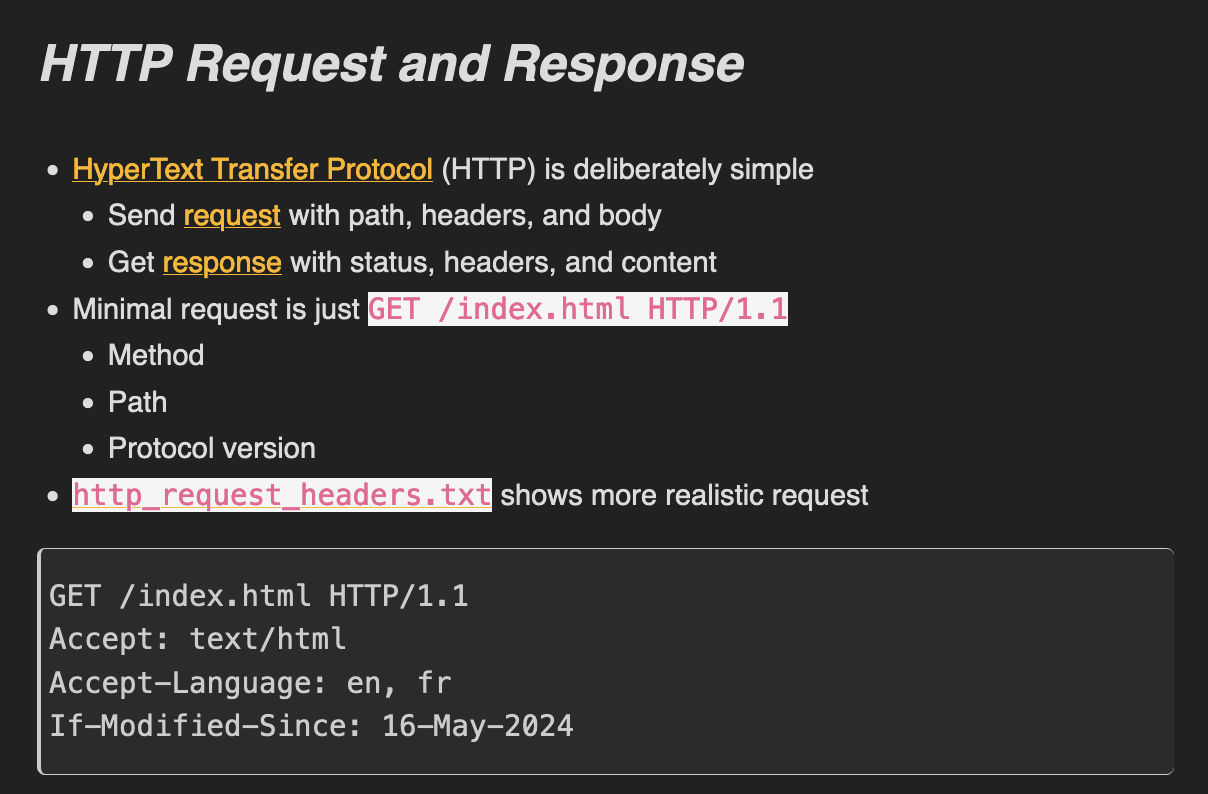 HTTP Request and Response
HyperText Transfer Protocol (HTTP) is deliberately simple
Send request with path, headers, and body
Get response with status, headers, and content
Minimal request is just GET /index.html HTTP/1.1
Method
Path
Protocol version
http_request_headers.txt shows more realistic request
GET /index.html HTTP/1.1
Accept: text/html
Accept-Language: en, fr
If-Modified-Since: 16-May-2024